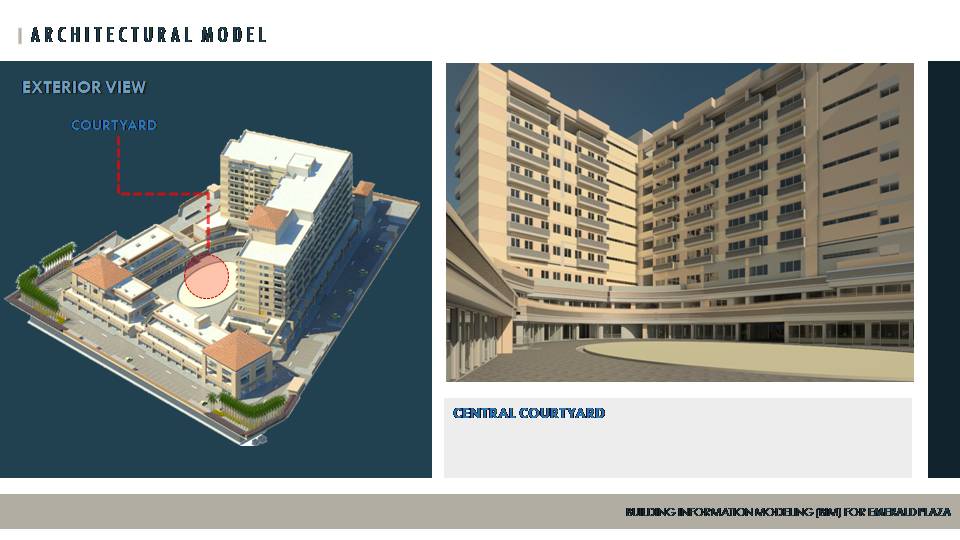 ARCHITECTURAL MODEL
EXTERIOR VIEW
COURTYARD
CENTRAL COURTYARD
BUILDING INFORMATION MODELING (BIM) FOR EMERALD PLAZA